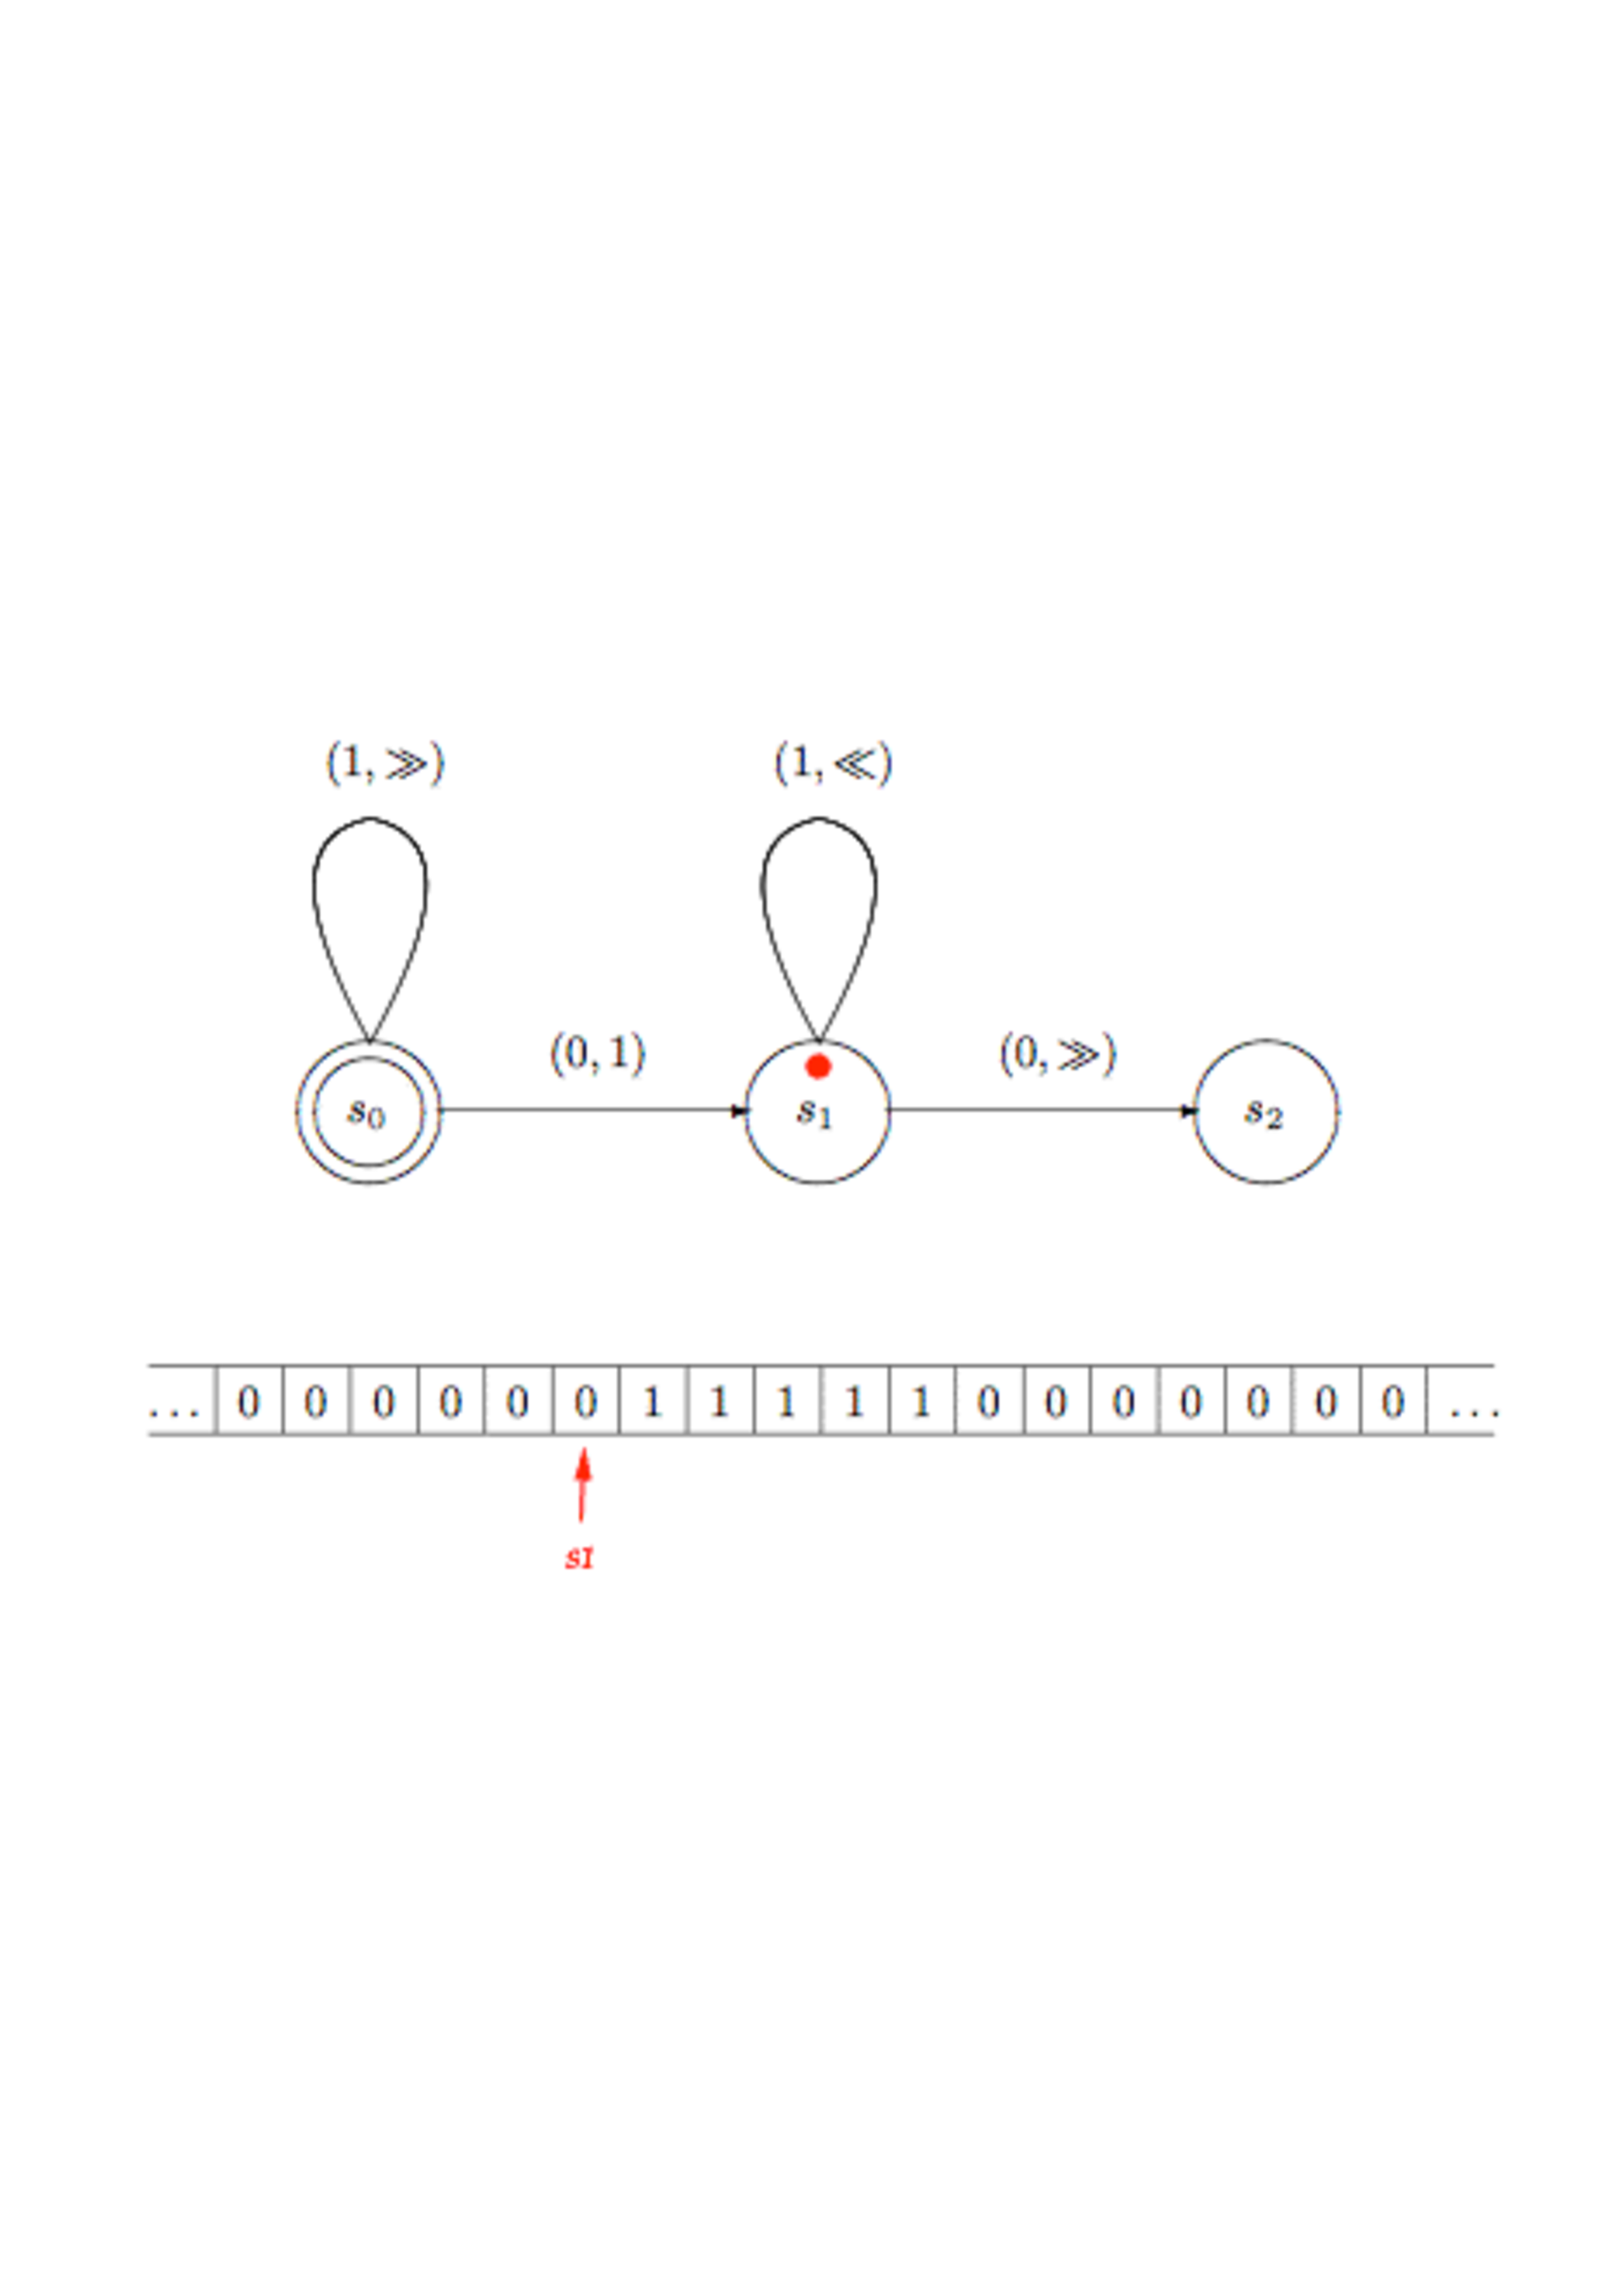 (1, ≫) (1, ≪)
(0, 1) (0, ≫)
s₀ s₁ s₂
... 0 0 0 0 0 0 1 1 1 1 1 0 0 0 0 0 0 0 ...
s1